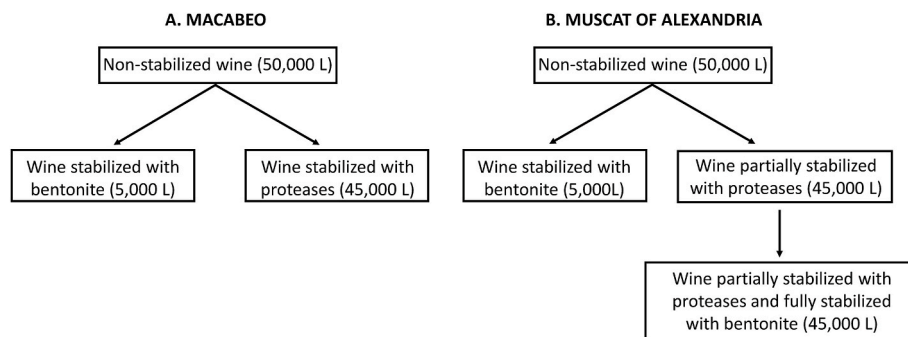 A. MACABEO
Non-stabilized wine (50,000 L)
Wine stabilized with
bentonite (5,000 L)
Wine stabilized with
proteases (45,000 L)
B. MUSCAT OF ALEXANDRIA
Non-stabilized wine (50,000 L)
Wine stabilized with
bentonite (5,000L)
Wine partially stabilized
with proteases (45,000 L)
Wine partially stabilized with
proteases and fully stabilized
with bentonite (45,000 L)